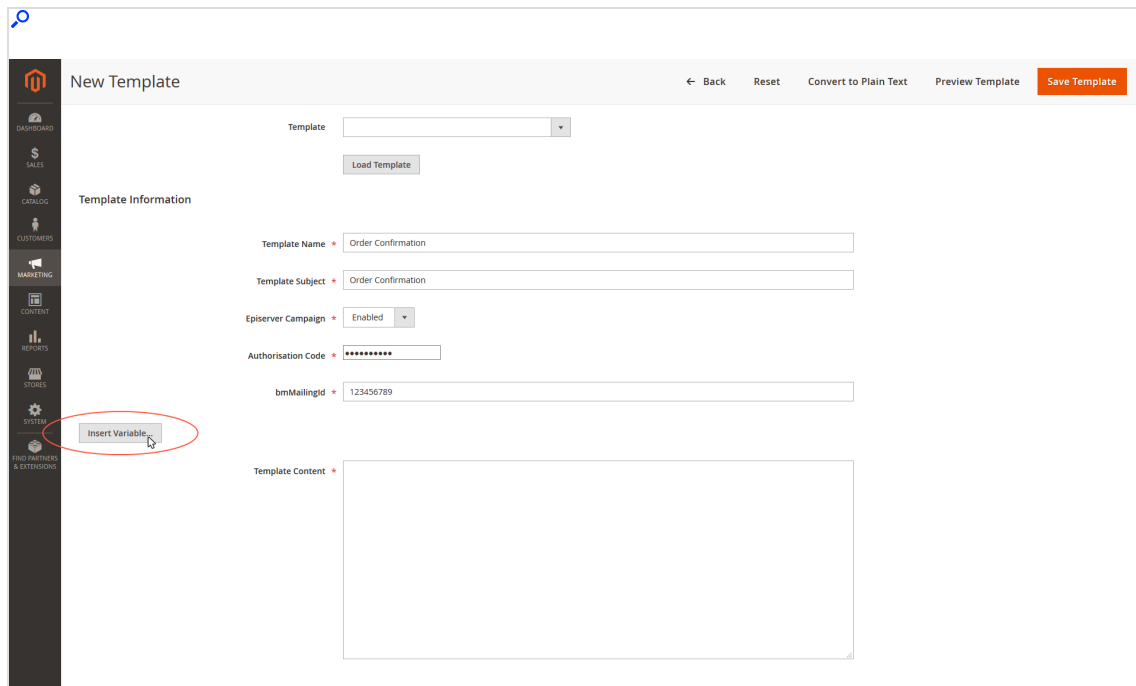 New Template
← Back Reset Convert to Plain Text Preview Template Save Template
DASHBOARD
$
SALES
CATALOG
CUSTOMERS
MARKETING
CONTENT
REPORTS
STORES
SYSTEM
FIND PARTNERS
& EXTENSIONS
Template
Load Template
Template Information
Template Name * Order Confirmation
Template Subject * Order Confirmation
Episerver Campaign * Enabled
Authorisation Code * ••••••••••
bmMailingId * 123456789
Insert Variable...
Template Content *